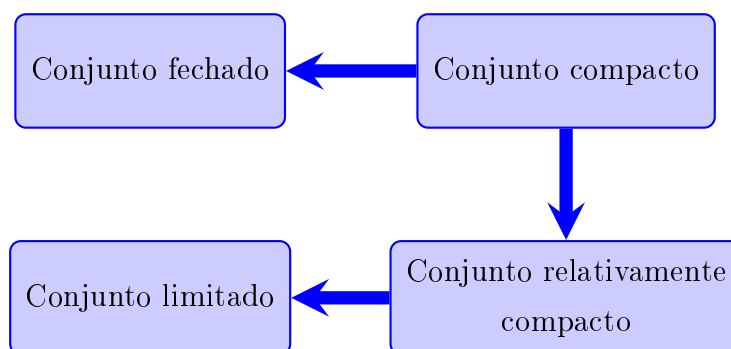 Conjunto fechado
Conjunto compacto
Conjunto limitado
Conjunto relativamente
compacto